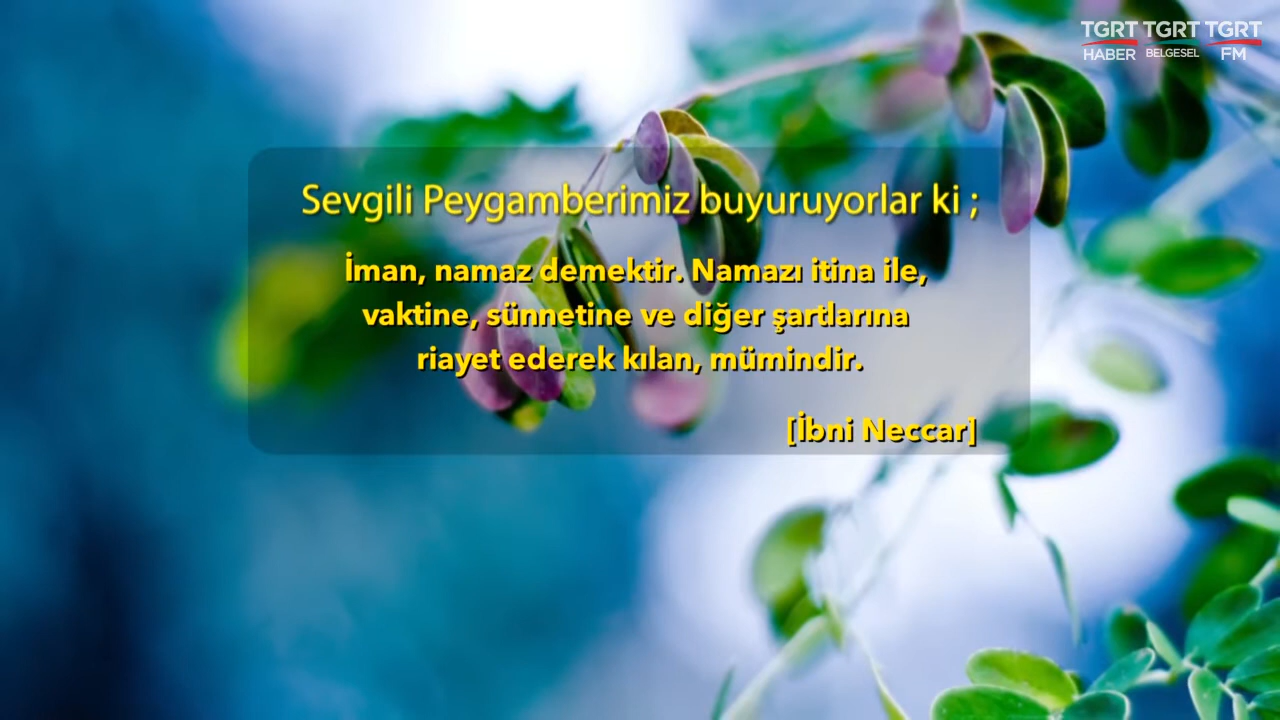 TGRT HABER TGRT BELGESEL TGRT FM
Sevgili Peygamberimiz buyuruyorlar ki ;
İman, namaz demektir. Namazı itina ile,
vaktine, sünnetine ve diğer şartlarına
riayet ederek kılan, mümindir.
[İbni Neccar]